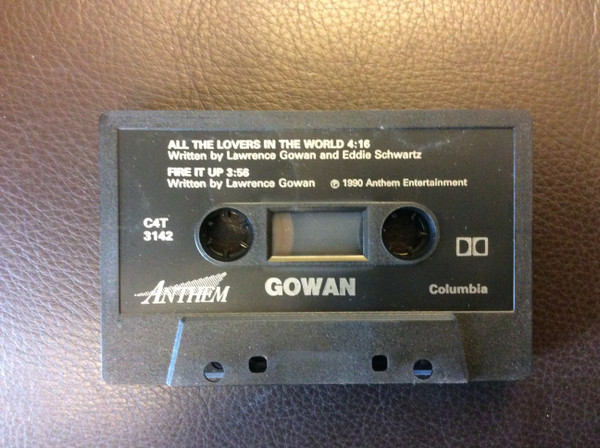 ALL THE LOVERS IN THE WORLD 4:16
Written by Lawrence Gowan and Eddie Schwartz
FIRE IT UP 3:56
Written by Lawrence Gowan ℗ 1990 Anthem Entertainment
C4T
3142
ANTHEM
GOWAN
Columbia